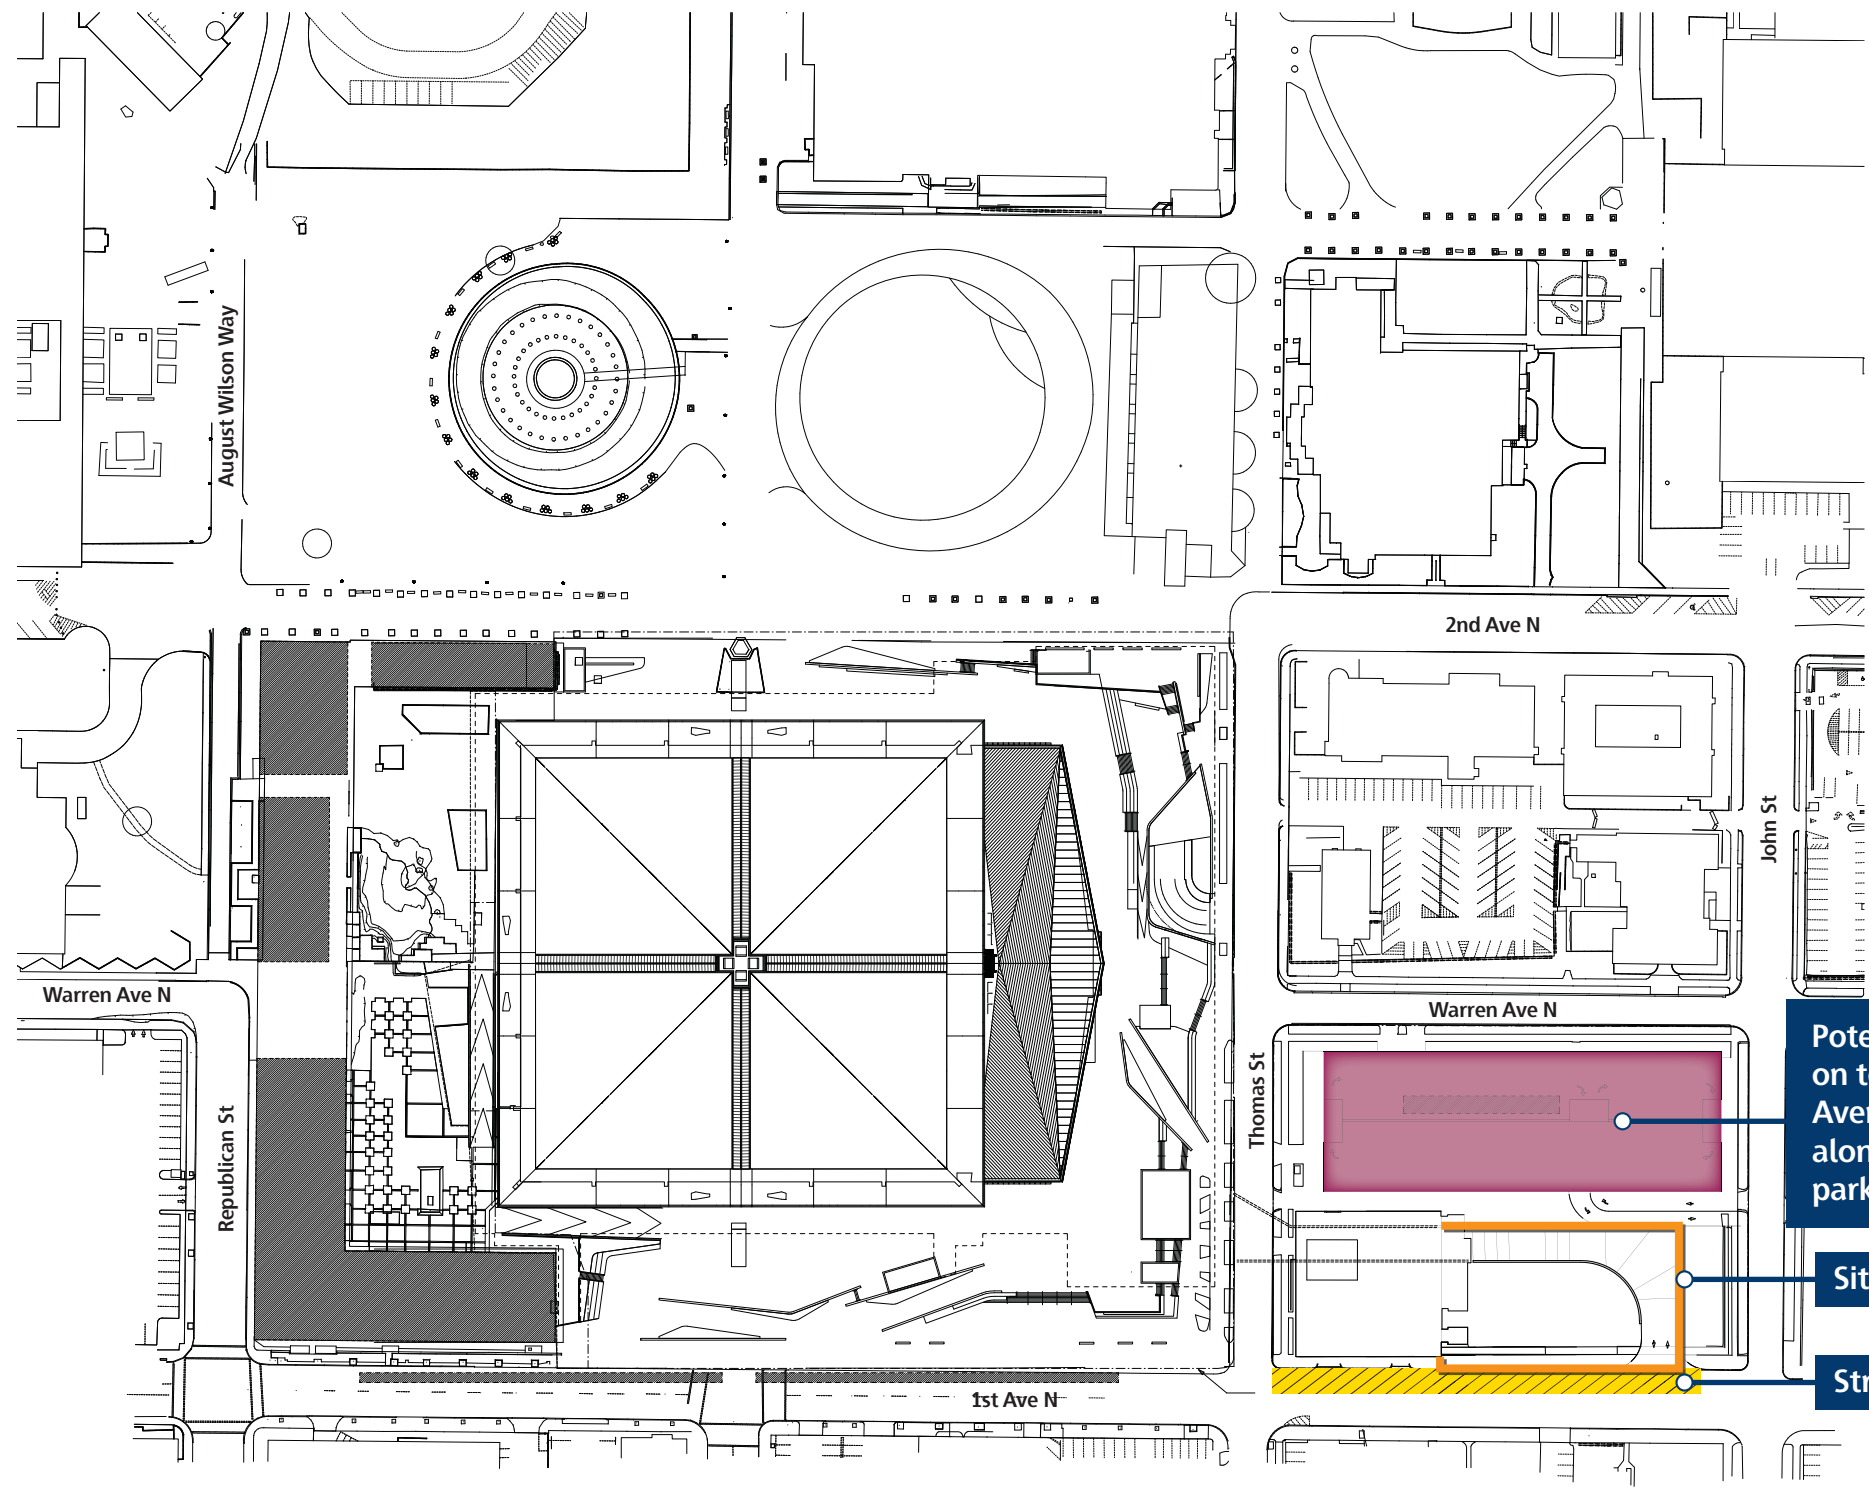 August Wilson Way
2nd Ave N
John St
Warren Ave N
Warren Ave N
Thomas St
Republican St
Pote
on t
Aver
alon
park
Sit
Str
1st Ave N